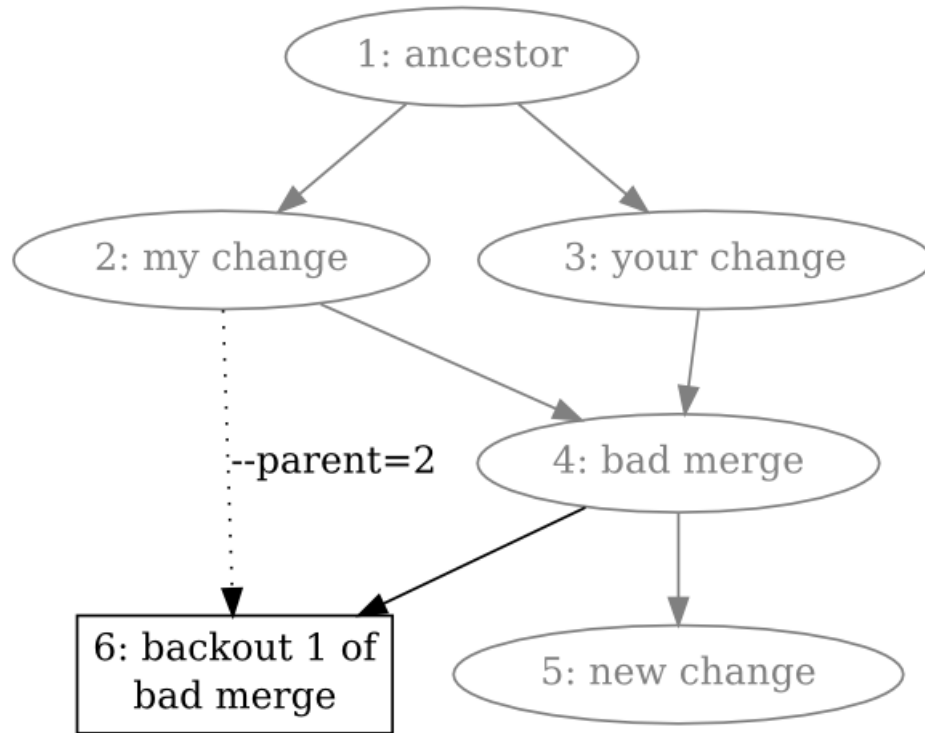 1: ancestor
2: my change
3: your change
--parent=2
4: bad merge
6: backout 1 of
bad merge
5: new change